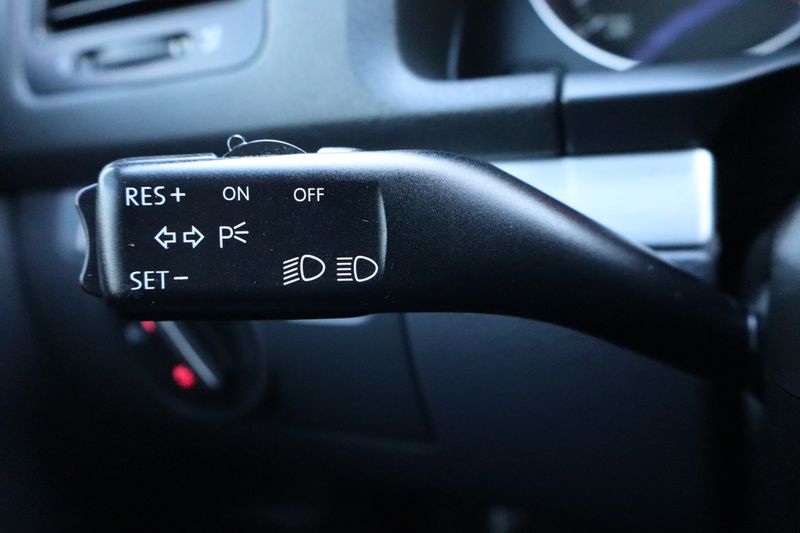 RES+ ON OFF
P
SET−